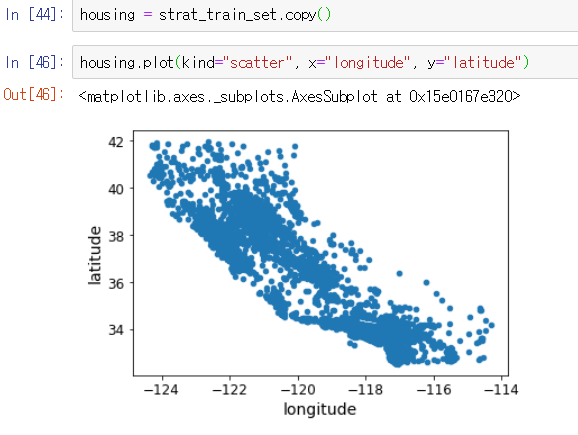 In [44]: housing = strat_train_set.copy()
In [46]: housing.plot(kind="scatter", x="longitude", y="latitude")
Out[46]: <matplotlib.axes._subplots.AxesSubplot at 0x15e0167e320>
42
40
38
36
34
latitude
−124 −122 −120 −118 −116 −114
longitude